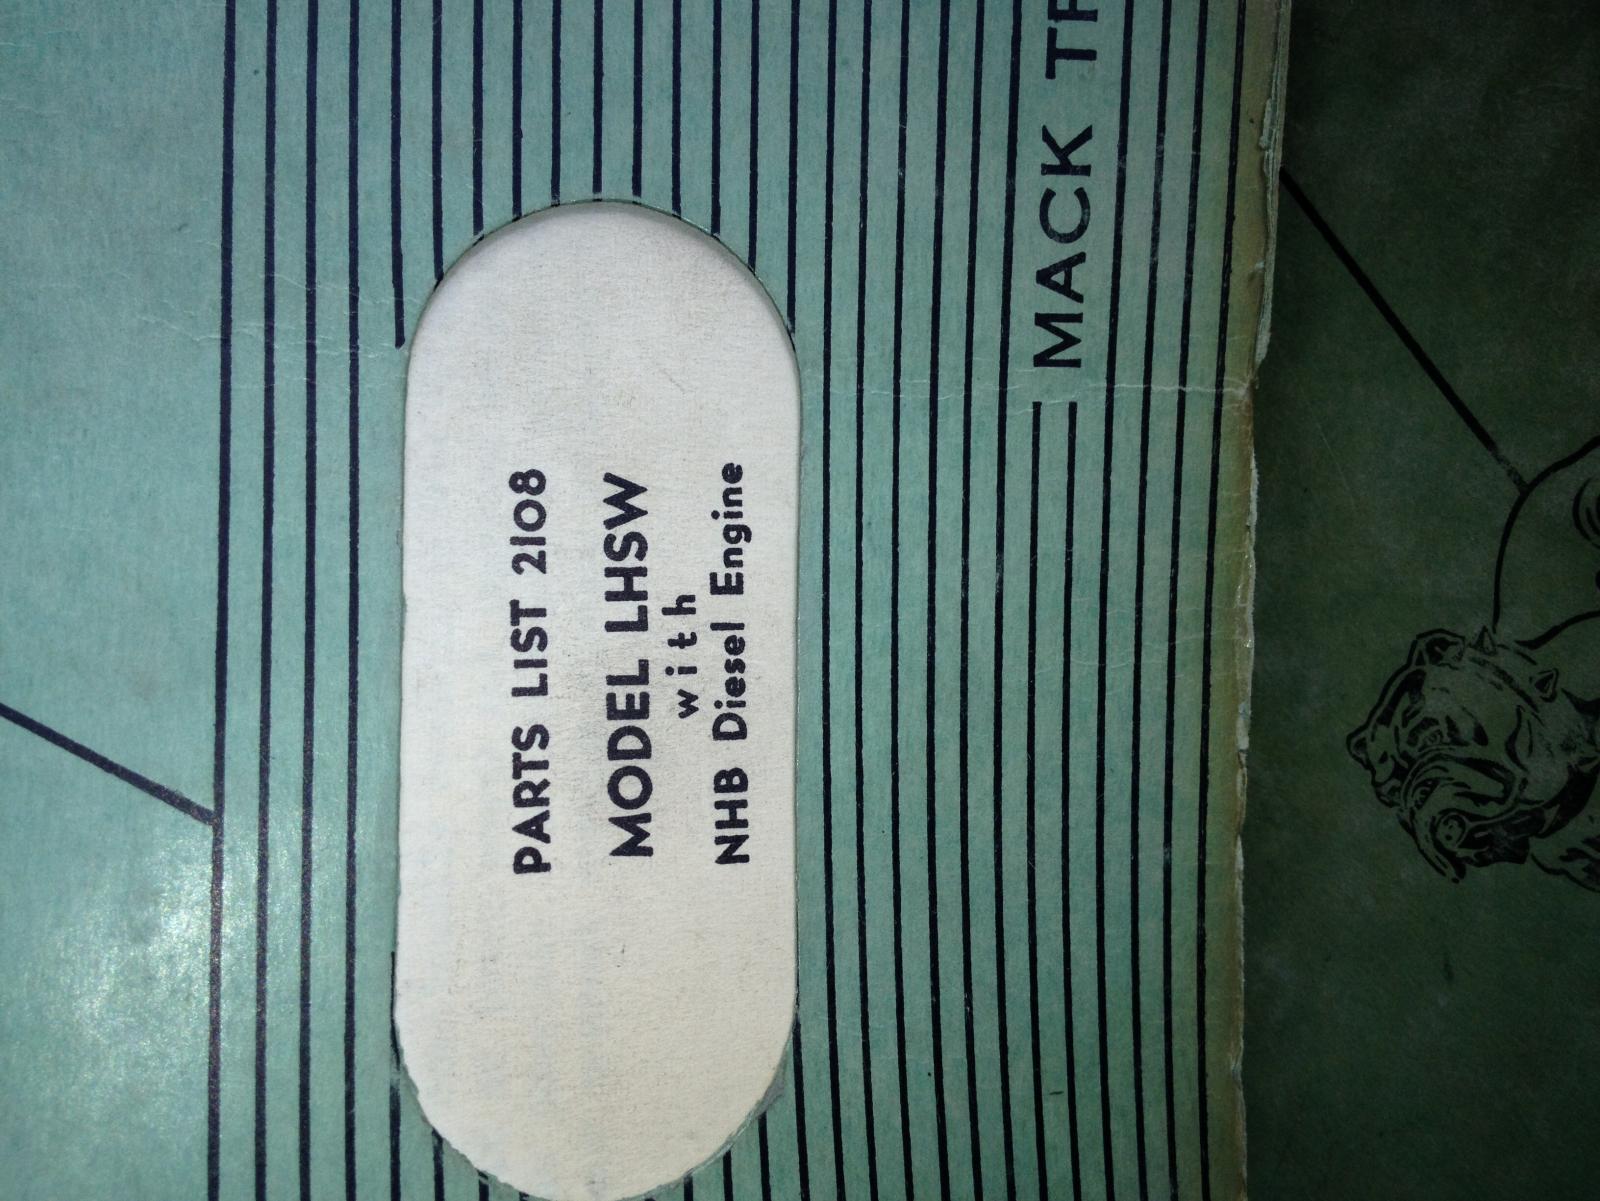 PARTS LIST 2108
MODEL LHSW
with
NHB Diesel Engine
MACK